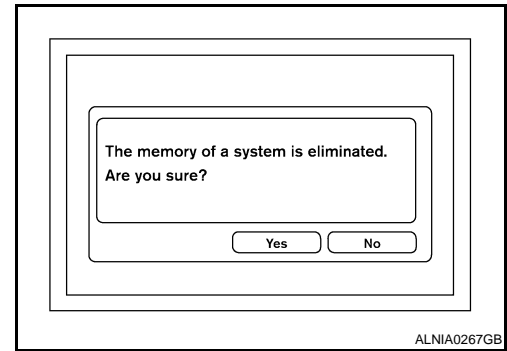 The memory of a system is eliminated.
Are you sure?
Yes No
ALNIA0267GB